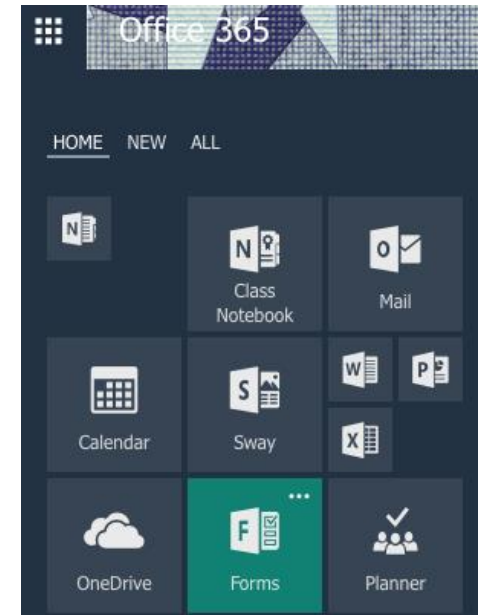 Office 365
HOME NEW ALL
N
N
Class
Notebook
O
Mail
Calendar
S
Sway
W
P
X
OneDrive
F
Forms
Planner